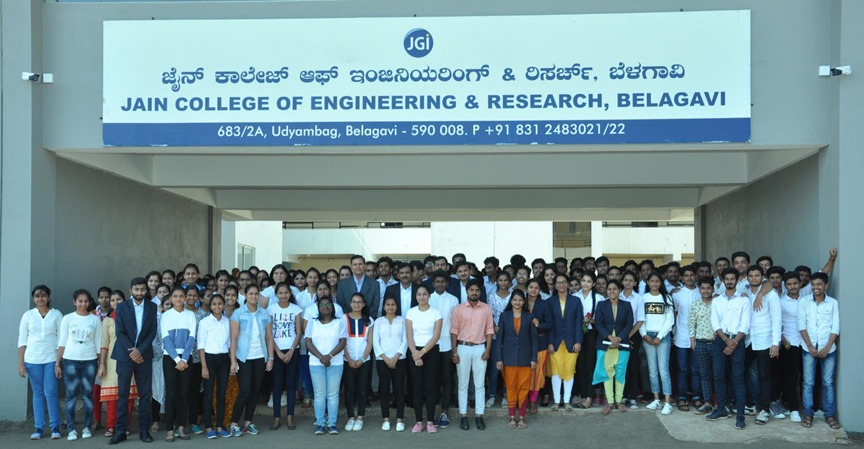 JGi
ಜೈನ್ ಕಾಲೇಜ್ ಆಫ್ ಇಂಜಿನಿಯರಿಂಗ್ & ರಿಸರ್ಚ್, ಬೆಳಗಾವಿ
JAIN COLLEGE OF ENGINEERING & RESEARCH, BELAGAVI
683/2A, Udyambag, Belagavi - 590 008. P +91 831 2483021/22